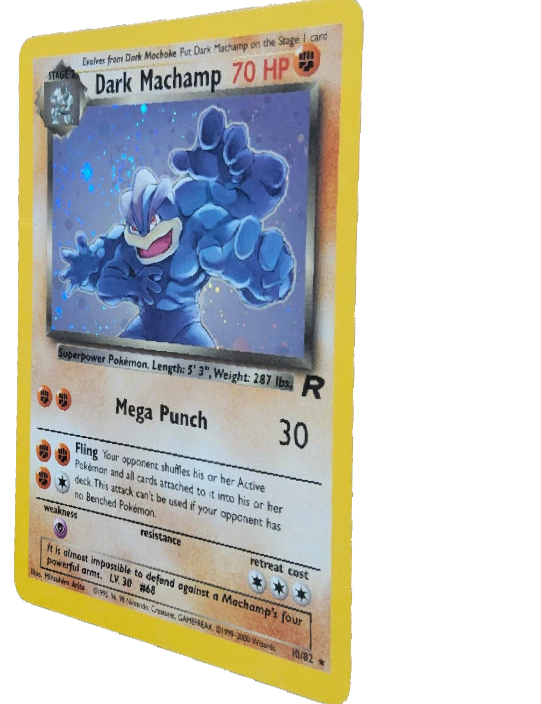 Evolves from Dark Machoke Put Dark Machamp on the Stage 1 card
STAGE 2
Dark Machamp 70 HP
Superpower Pokémon. Length: 5' 3", Weight: 287 lbs.
R
Mega Punch 30
Fling Your opponent shuffles his or her Active
Pokémon and all cards attached to it into his or her
deck. This attack can't be used if your opponent has
no Benched Pokémon.
weakness
resistance
retreat cost
It is almost impossible to defend against a Machamp's four
powerful arms. LV. 30 #68
Illus. Mitsuhiro Arita ©1995, 96, 98 Nintendo, Creatures, GAMEFREAK. ©1999-2000 Wizards. 10/82